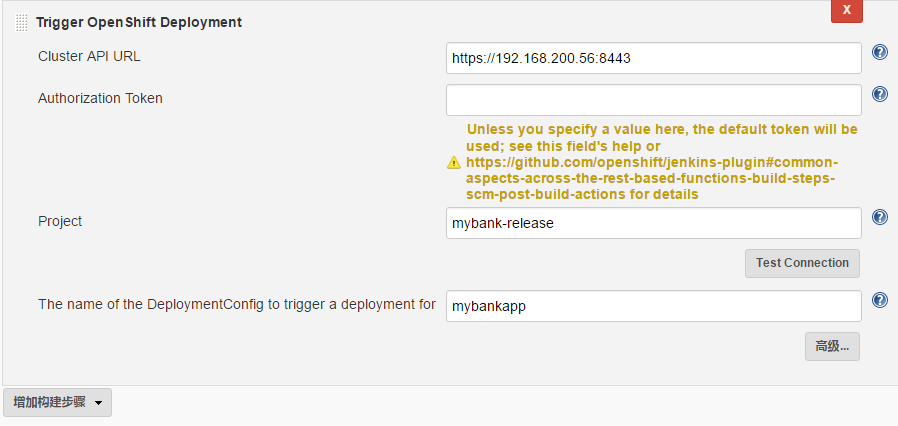 X
Trigger OpenShift Deployment
Cluster API URL
https://192.168.200.56:8443
Authorization Token
Unless you specify a value here, the default token will be
used; see this field's help or
https://github.com/openshift/jenkins-plugin#common-
aspects-across-the-rest-based-functions-build-steps-
scm-post-build-actions for details
Project
mybank-release
Test Connection
The name of the DeploymentConfig to trigger a deployment for
mybankapp
高级...
增加构建步骤